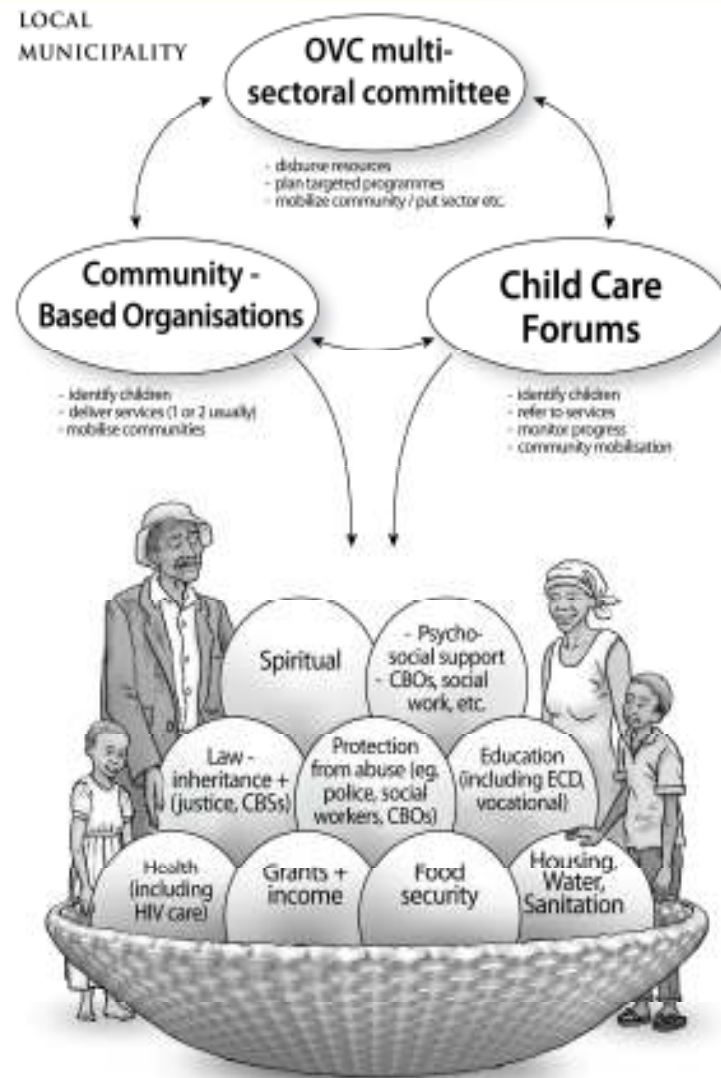 LOCAL
MUNICIPALITY
OVC multi-
sectoral committee
- disburse resources
- plan targeted programmes
- mobilize community / put sector etc.
Community -
Based Organisations
- identify children
- deliver services (1 or 2 usually)
- mobilise communities
Child Care
Forums
- identify children
- refer to services
- monitor progress
- community mobilisation
Spiritual
- Psycho-
social support
- CBOs, social
work, etc.
Law -
inheritance +
(justice, CBSs)
Protection
from abuse (eg,
police, social
workers, CBOs)
Education
(including ECD,
vocational)
Health
(including
HIV care)
Grants +
income
Food
security
Housing,
Water,
Sanitation